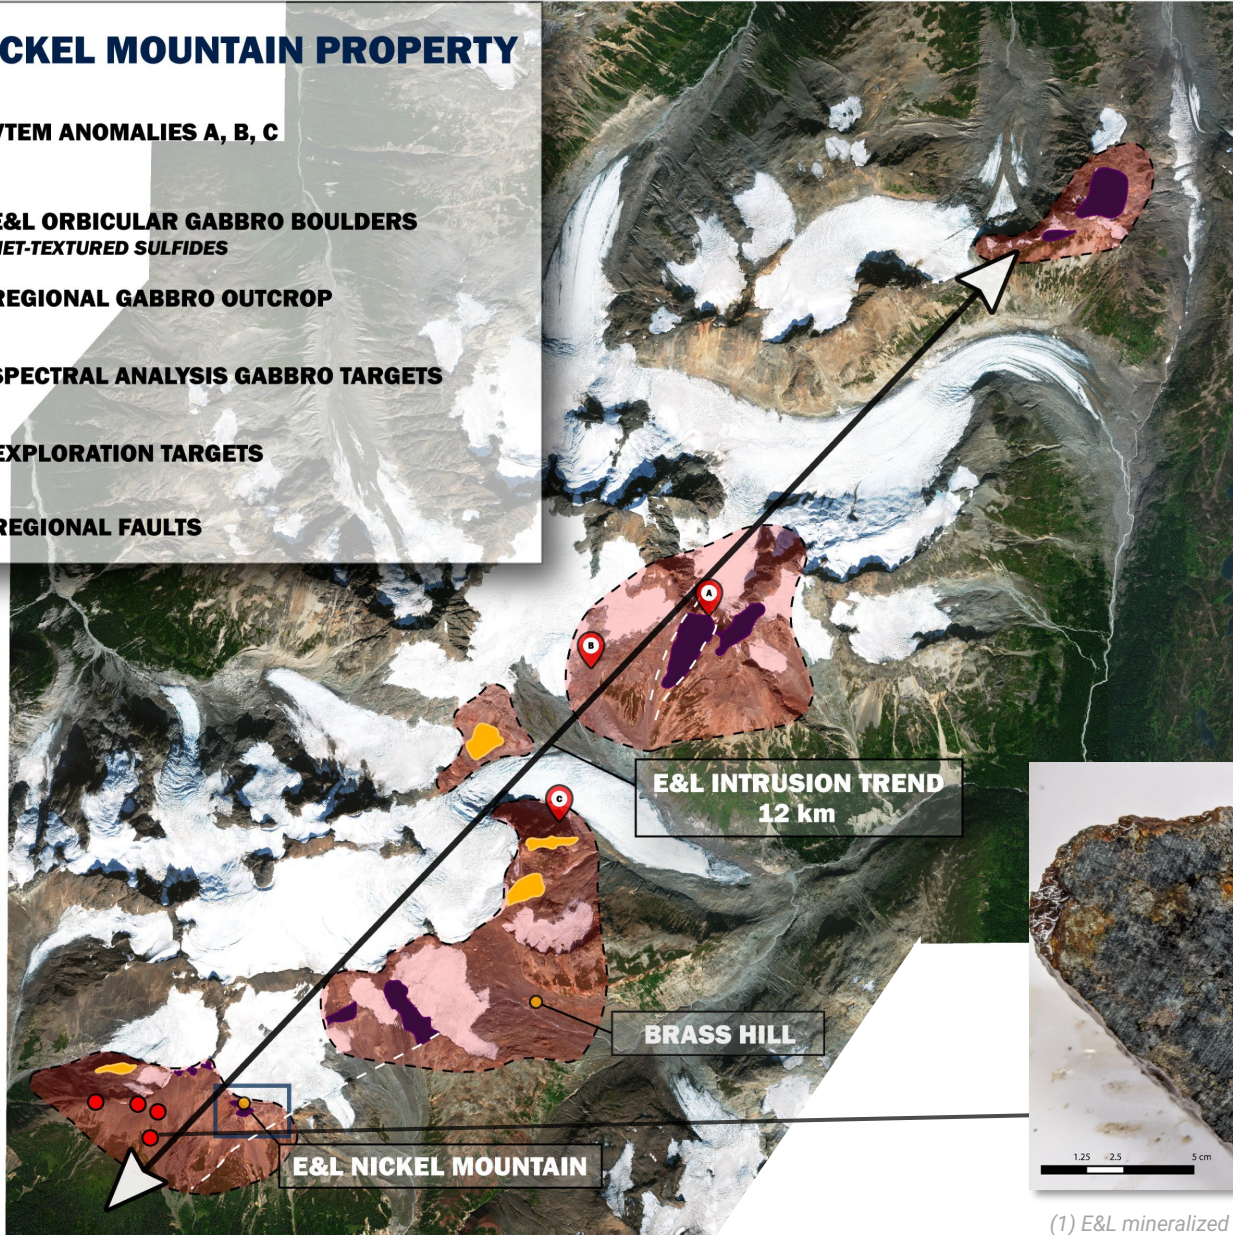 CKEL MOUNTAIN PROPERTY
VTEM ANOMALIES A, B, C
E&L ORBICULAR GABBRO BOULDERS
NET-TEXTURED SULFIDES
REGIONAL GABBRO OUTCROP
SPECTRAL ANALYSIS GABBRO TARGETS
EXPLORATION TARGETS
REGIONAL FAULTS
A
B
E&L INTRUSION TREND
12 km
C
BRASS HILL
E&L NICKEL MOUNTAIN
1.25 2.5 5 cm
(1) E&L mineralized